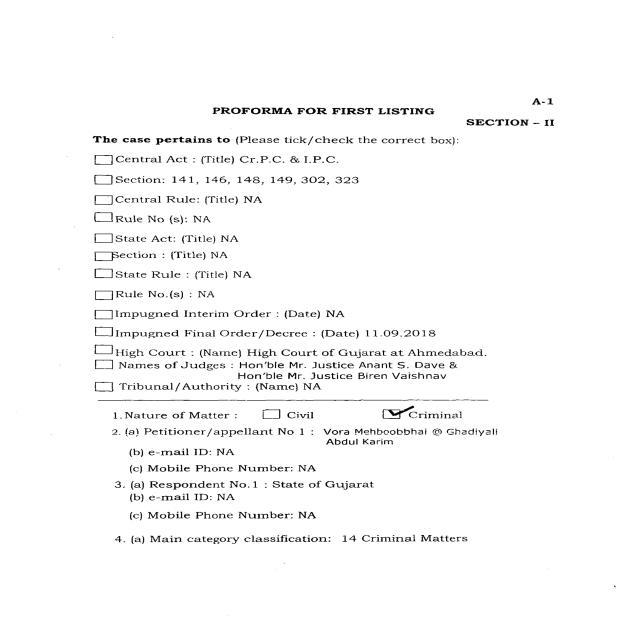 A-1
PROFORMA FOR FIRST LISTING
SECTION – II
The case pertains to (Please tick/check the correct box):
Central Act : (Title) Cr.P.C. & I.P.C.
Section: 141, 146, 148, 149, 302, 323
Central Rule: (Title) NA
Rule No (s): NA
State Act: (Title) NA
Section : (Title) NA
State Rule : (Title) NA
Rule No.(s) : NA
Impugned Interim Order : (Date) NA
Impugned Final Order/Decree : (Date) 11.09.2018
High Court : (Name) High Court of Gujarat at Ahmedabad.
Names of Judges : Hon'ble Mr. Justice Anant S. Dave &
Hon'ble Mr. Justice Biren Vaishnav
Tribunal/Authority : (Name) NA
1. Nature of Matter : Civil Criminal
2. (a) Petitioner/appellant No 1 : Vora Mehboobbhai @ Ghadiyali
Abdul Karim
(b) e-mail ID: NA
(c) Mobile Phone Number: NA
3. (a) Respondent No.1 : State of Gujarat
(b) e-mail ID: NA
(c) Mobile Phone Number: NA
4. (a) Main category classification: 14 Criminal Matters